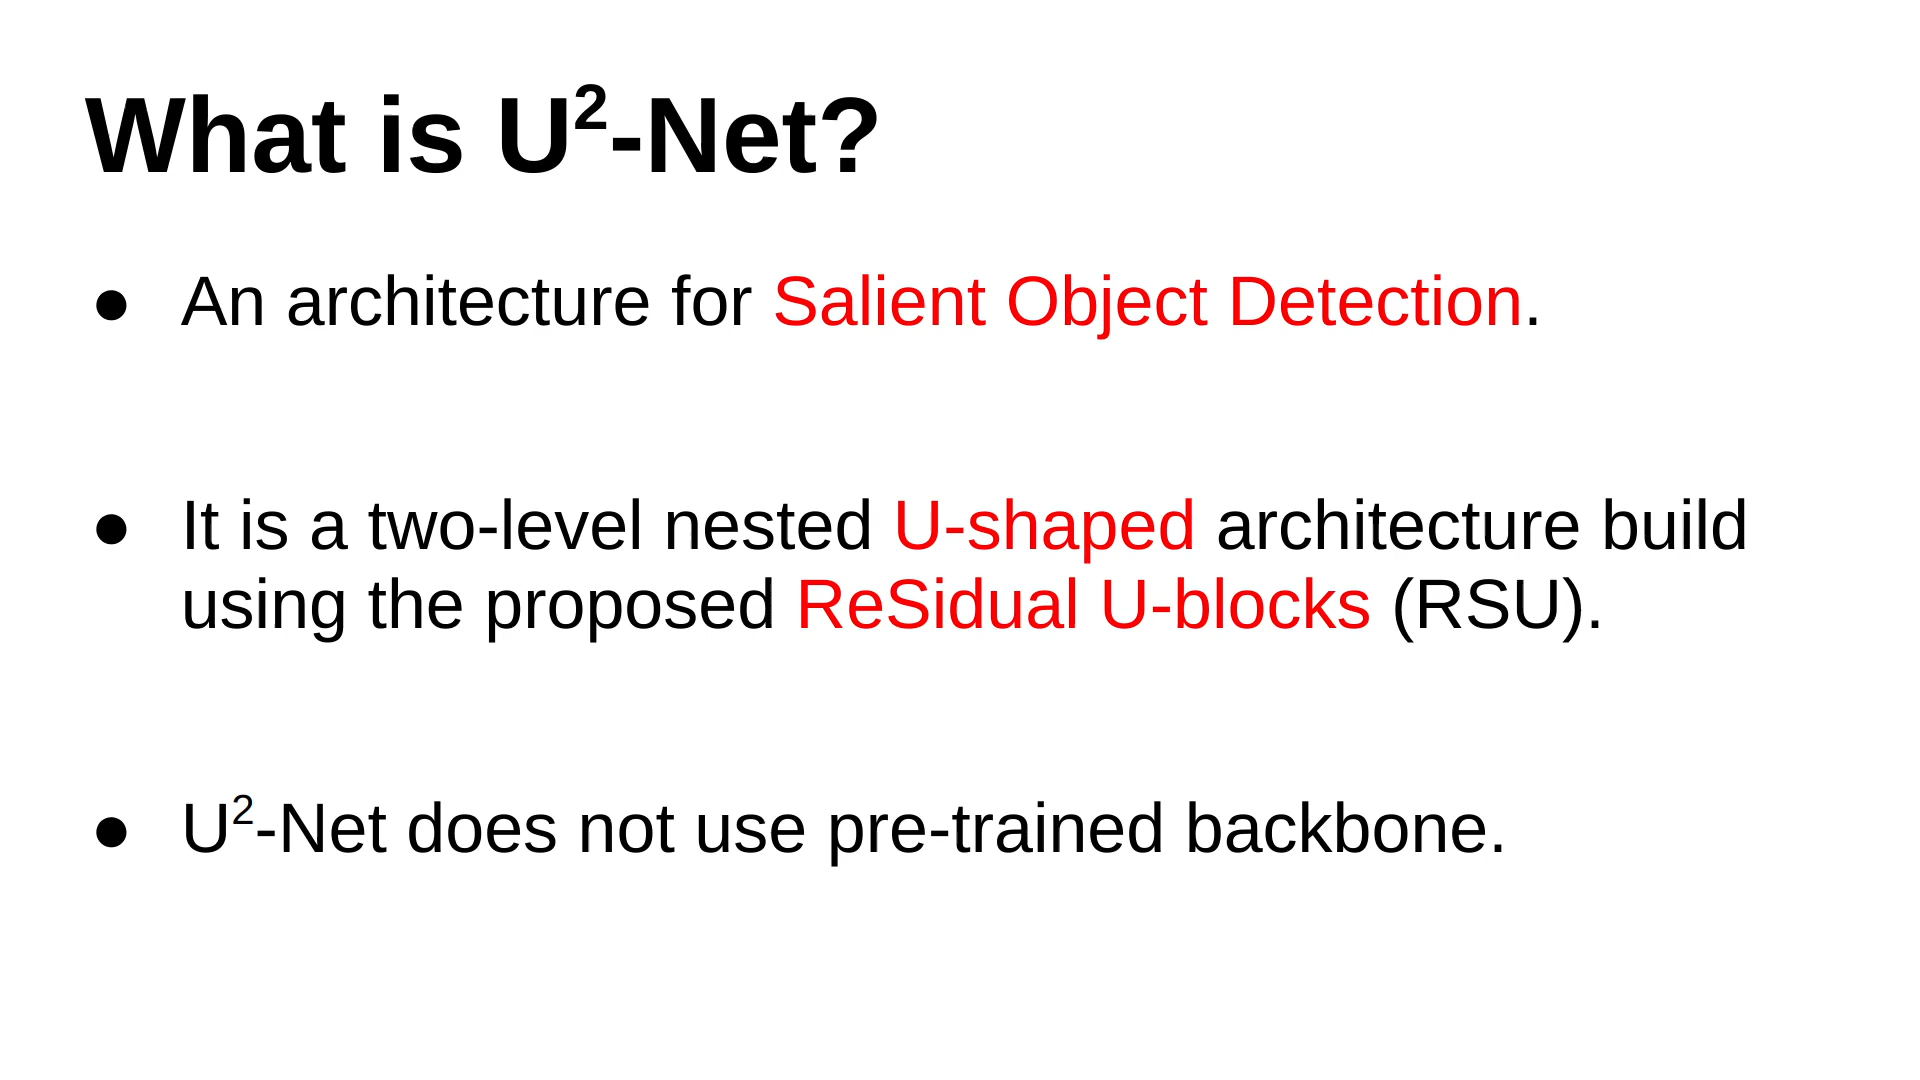 What is U²-Net?
● An architecture for Salient Object Detection.
● It is a two-level nested U-shaped architecture build
using the proposed ReSidual U-blocks (RSU).
● U²-Net does not use pre-trained backbone.